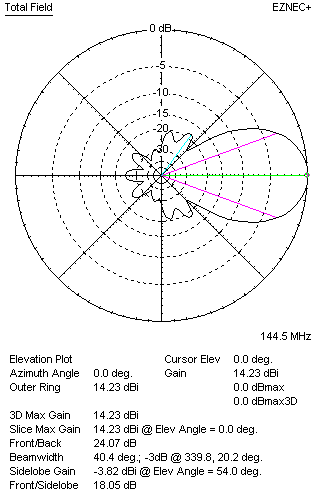 Total Field EZNEC+
0 dB
-5
-10
-15
-20
-30
144.5 MHz
Elevation Plot Cursor Elev 0.0 deg.
Azimuth Angle 0.0 deg. Gain 14.23 dBi
Outer Ring 14.23 dBi 0.0 dBmax
0.0 dBmax3D
3D Max Gain 14.23 dBi
Slice Max Gain 14.23 dBi @ Elev Angle = 0.0 deg.
Front/Back 24.07 dB
Beamwidth 40.4 deg.; -3dB @ 339.8, 20.2 deg.
Sidelobe Gain -3.82 dBi @ Elev Angle = 54.0 deg.
Front/Sidelobe 18.05 dB